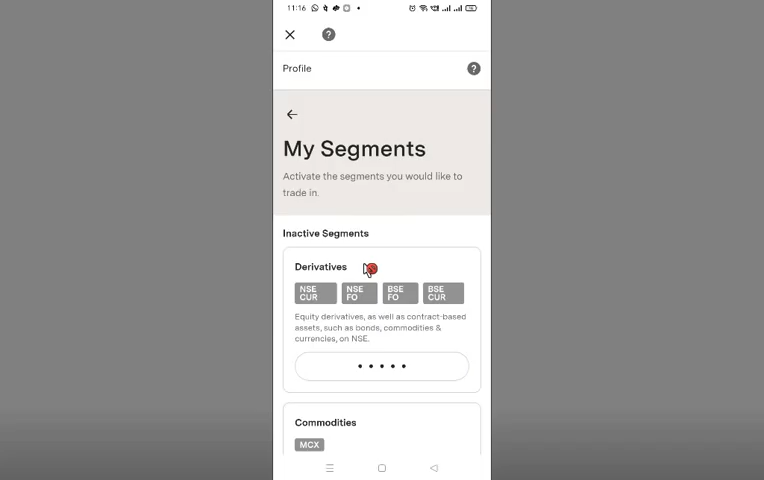 11:16
?
Profile
?
My Segments
Activate the segments you would like to
trade in.
Inactive Segments
Derivatives
NSE CUR
NSE FO
BSE FO
BSE CUR
Equity derivatives, as well as contract-based
assets, such as bonds, commodities &
currencies, on NSE.
Commodities
MCX